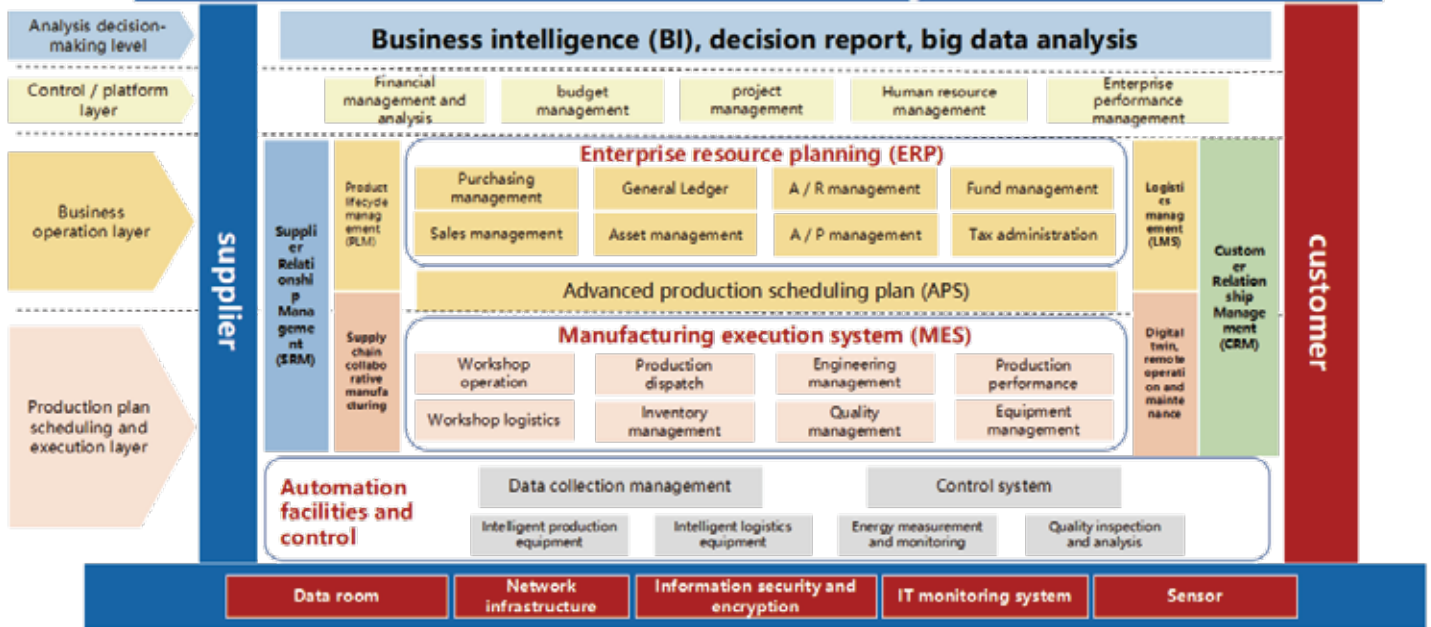 Analysis decision-
making level
Business intelligence (BI), decision report, big data analysis
Control / platform
layer
Financial
management and
analysis
budget
management
project
management
Human resource
management
Enterprise
performance
management
Business
operation layer
Production plan
scheduling and
execution layer
supplier
Suppli
er
Relati
onshi
p
Mana
geme
nt
(SRM)
Product
lifecycle
manag
ement
(PLM)
Supply
chain
collabo
rative
manufa
cturing
Enterprise resource planning (ERP)
Purchasing
management
General Ledger
A / R management
Fund management
Sales management
Asset management
A / P management
Tax administration
Advanced production scheduling plan (APS)
Manufacturing execution system (MES)
Workshop
operation
Production
dispatch
Engineering
management
Production
performance
Workshop logistics
Inventory
management
Quality
management
Equipment
management
Logisti
cs
manag
ement
(LMS)
Digital
twin,
remote
operati
on and
mainte
nance
Custom
er
Relation
ship
Manage
ment
(CRM)
customer
Automation
facilities and
control
Data collection management
Control system
Intelligent production
equipment
Intelligent logistics
equipment
Energy measurement
and monitoring
Quality inspection
and analysis
Data room
Network
infrastructure
Information security and
encryption
IT monitoring system
Sensor